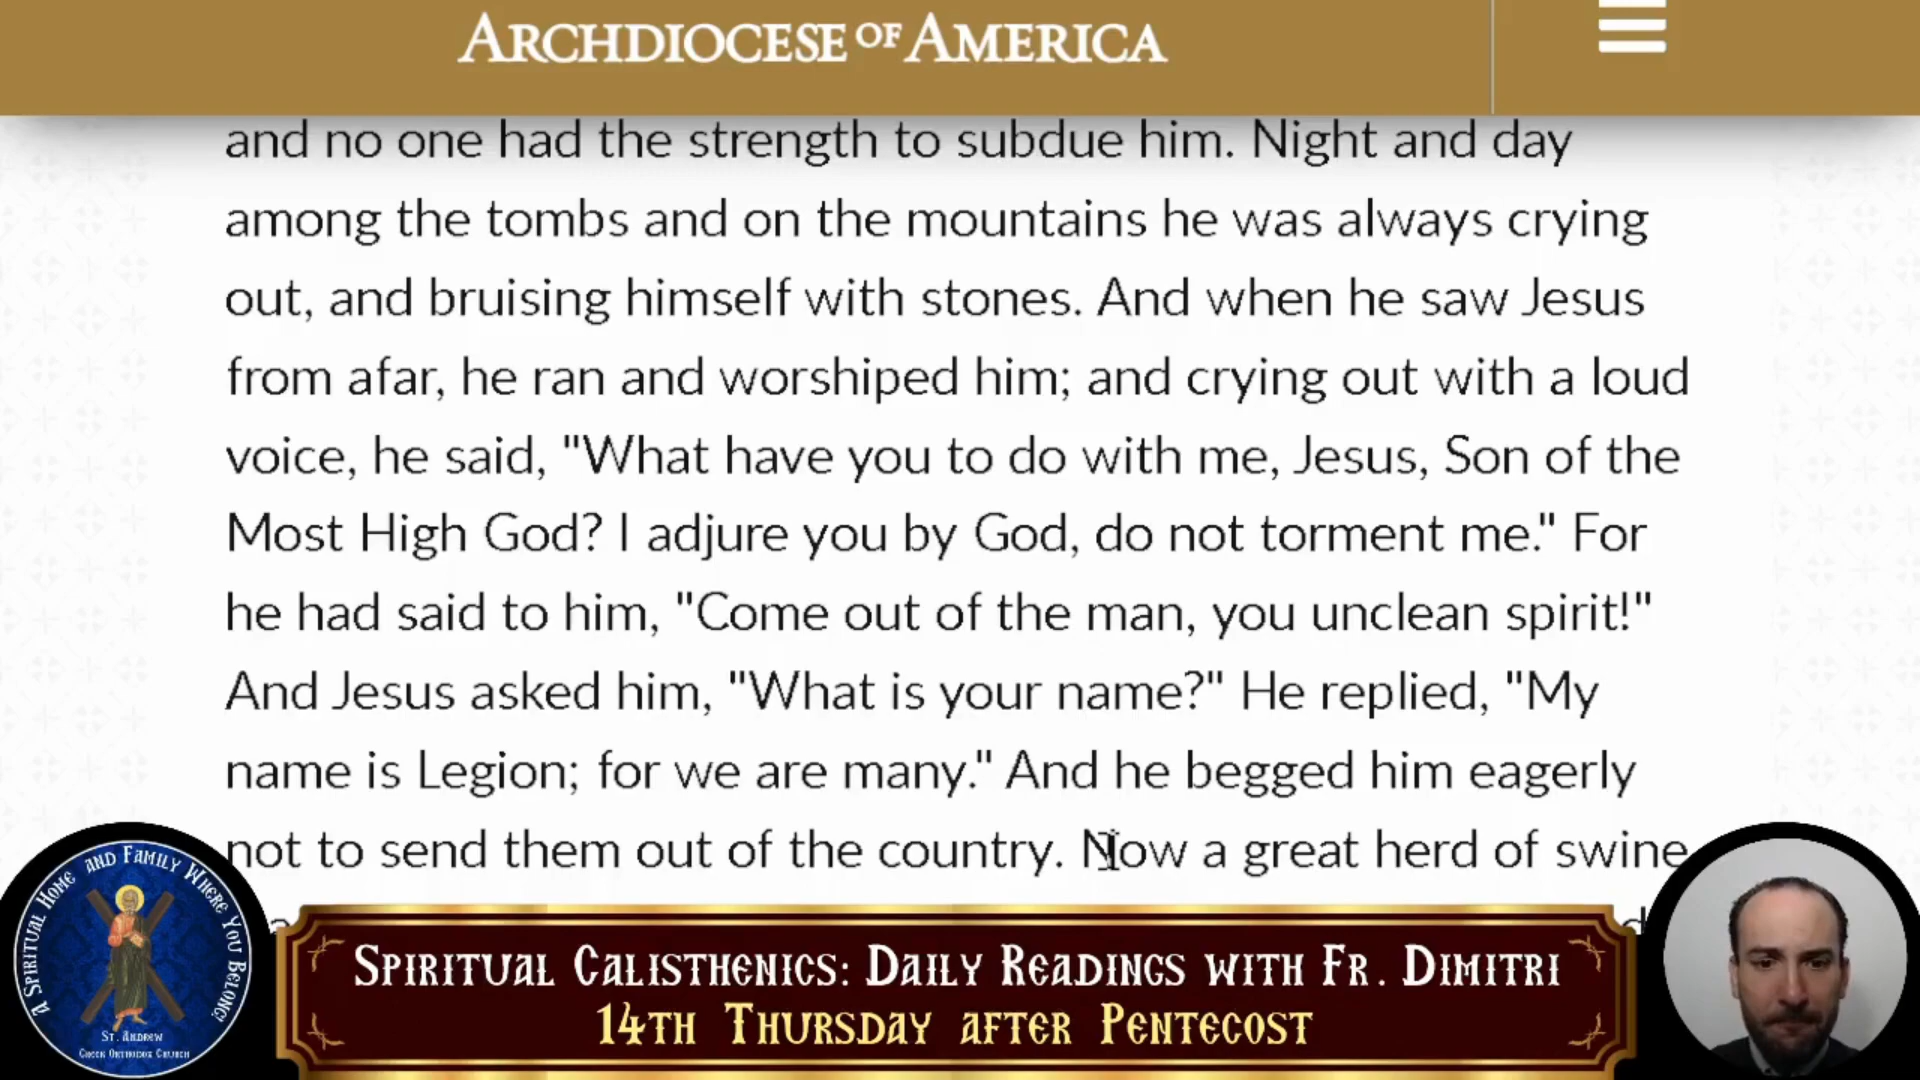 ARCHDIOCESE OF AMERICA
and no one had the strength to subdue him. Night and day
among the tombs and on the mountains he was always crying
out, and bruising himself with stones. And when he saw Jesus
from afar, he ran and worshiped him; and crying out with a loud
voice, he said, "What have you to do with me, Jesus, Son of the
Most High God? I adjure you by God, do not torment me." For
he had said to him, "Come out of the man, you unclean spirit!"
And Jesus asked him, "What is your name?" He replied, "My
name is Legion; for we are many." And he begged him eagerly
not to send them out of the country. Now a great herd of swine
A SPIRITUAL HOME AND FAMILY WHERE YOU BELONG!
ST. ANDREW
GREEK ORTHODOX CHURCH
SPIRITUAL CALISTHENICS: DAILY READINGS WITH FR. DIMITRI
14TH THURSDAY AFTER PENTECOST